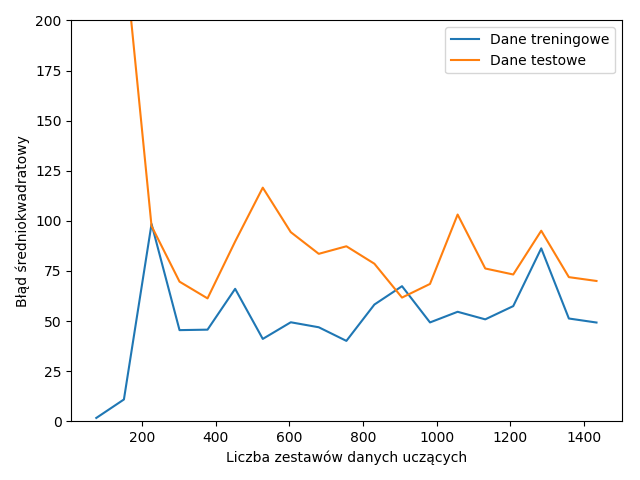 200
175
150
125
100
75
50
25
0
Błąd średniokwadratowy
Dane treningowe
Dane testowe
200 400 600 800 1000 1200 1400
Liczba zestawów danych uczących